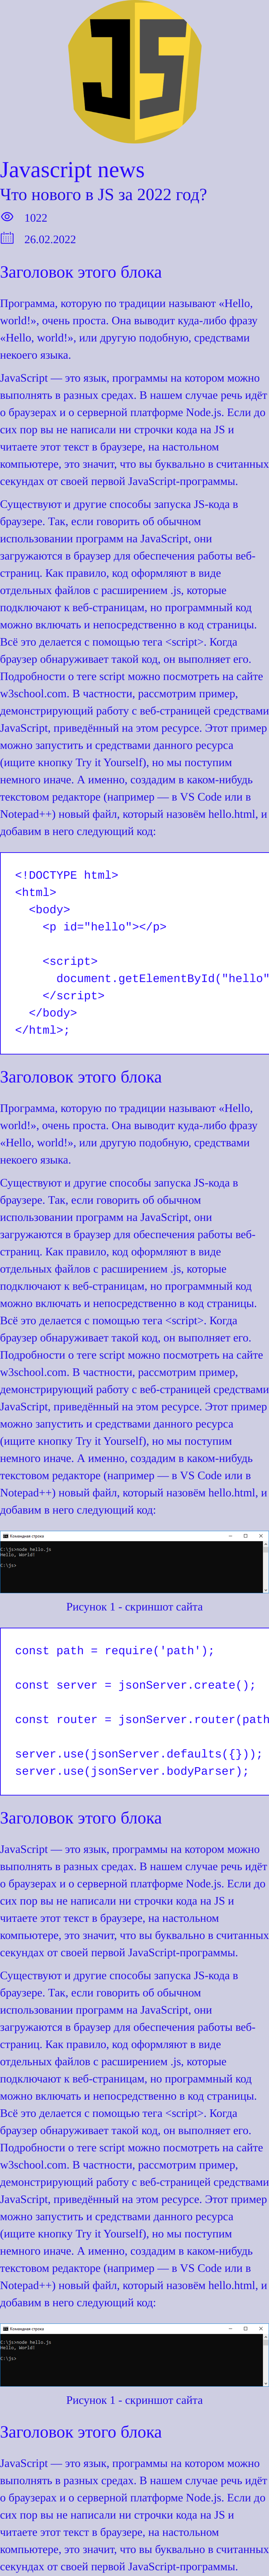 JS
Javascript news
Что нового в JS за 2022 год?
1022
26.02.2022
Заголовок этого блока
Программа, которую по традиции называют «Hello,
world!», очень проста. Она выводит куда-либо фразу
«Hello, world!», или другую подобную, средствами
некоего языка.
JavaScript — это язык, программы на котором можно
выполнять в разных средах. В нашем случае речь идёт
о браузерах и о серверной платформе Node.js. Если до
сих пор вы не написали ни строчки кода на JS и
читаете этот текст в браузере, на настольном
компьютере, это значит, что вы буквально в считанных
секундах от своей первой JavaScript-программы.
Существуют и другие способы запуска JS-кода в
браузере. Так, если говорить об обычном
использовании программ на JavaScript, они
загружаются в браузер для обеспечения работы веб-
страниц. Как правило, код оформляют в виде
отдельных файлов с расширением .js, которые
подключают к веб-страницам, но программный код
можно включать и непосредственно в код страницы.
Всё это делается с помощью тега <script>. Когда
браузер обнаруживает такой код, он выполняет его.
Подробности о теге script можно посмотреть на сайте
w3school.com. В частности, рассмотрим пример,
демонстрирующий работу с веб-страницей средствами
JavaScript, приведённый на этом ресурсе. Этот пример
можно запустить и средствами данного ресурса
(ищите кнопку Try it Yourself), но мы поступим
немного иначе. А именно, создадим в каком-нибудь
текстовом редакторе (например — в VS Code или в
Notepad++) новый файл, который назовём hello.html, и
добавим в него следующий код:
<!DOCTYPE html>
<html>
<body>
<p id="hello"></p>
<script>
document.getElementById("hello"
</script>
</body>
</html>;
Заголовок этого блока
Программа, которую по традиции называют «Hello,
world!», очень проста. Она выводит куда-либо фразу
«Hello, world!», или другую подобную, средствами
некоего языка.
Существуют и другие способы запуска JS-кода в
браузере. Так, если говорить об обычном
использовании программ на JavaScript, они
загружаются в браузер для обеспечения работы веб-
страниц. Как правило, код оформляют в виде
отдельных файлов с расширением .js, которые
подключают к веб-страницам, но программный код
можно включать и непосредственно в код страницы.
Всё это делается с помощью тега <script>. Когда
браузер обнаруживает такой код, он выполняет его.
Подробности о теге script можно посмотреть на сайте
w3school.com. В частности, рассмотрим пример,
демонстрирующий работу с веб-страницей средствами
JavaScript, приведённый на этом ресурсе. Этот пример
можно запустить и средствами данного ресурса
(ищите кнопку Try it Yourself), но мы поступим
немного иначе. А именно, создадим в каком-нибудь
текстовом редакторе (например — в VS Code или в
Notepad++) новый файл, который назовём hello.html, и
добавим в него следующий код:
Командная строка
C:\js>node hello.js
Hello, World!
C:\js>
Рисунок 1 - скриншот сайта
const path = require('path');
const server = jsonServer.create();
const router = jsonServer.router(path
server.use(jsonServer.defaults({}));
server.use(jsonServer.bodyParser);
Заголовок этого блока
JavaScript — это язык, программы на котором можно
выполнять в разных средах. В нашем случае речь идёт
о браузерах и о серверной платформе Node.js. Если до
сих пор вы не написали ни строчки кода на JS и
читаете этот текст в браузере, на настольном
компьютере, это значит, что вы буквально в считанных
секундах от своей первой JavaScript-программы.
Существуют и другие способы запуска JS-кода в
браузере. Так, если говорить об обычном
использовании программ на JavaScript, они
загружаются в браузер для обеспечения работы веб-
страниц. Как правило, код оформляют в виде
отдельных файлов с расширением .js, которые
подключают к веб-страницам, но программный код
можно включать и непосредственно в код страницы.
Всё это делается с помощью тега <script>. Когда
браузер обнаруживает такой код, он выполняет его.
Подробности о теге script можно посмотреть на сайте
w3school.com. В частности, рассмотрим пример,
демонстрирующий работу с веб-страницей средствами
JavaScript, приведённый на этом ресурсе. Этот пример
можно запустить и средствами данного ресурса
(ищите кнопку Try it Yourself), но мы поступим
немного иначе. А именно, создадим в каком-нибудь
текстовом редакторе (например — в VS Code или в
Notepad++) новый файл, который назовём hello.html, и
добавим в него следующий код:
Командная строка
C:\js>node hello.js
Hello, World!
C:\js>
Рисунок 1 - скриншот сайта
Заголовок этого блока
JavaScript — это язык, программы на котором можно
выполнять в разных средах. В нашем случае речь идёт
о браузерах и о серверной платформе Node.js. Если до
сих пор вы не написали ни строчки кода на JS и
читаете этот текст в браузере, на настольном
компьютере, это значит, что вы буквально в считанных
секундах от своей первой JavaScript-программы.